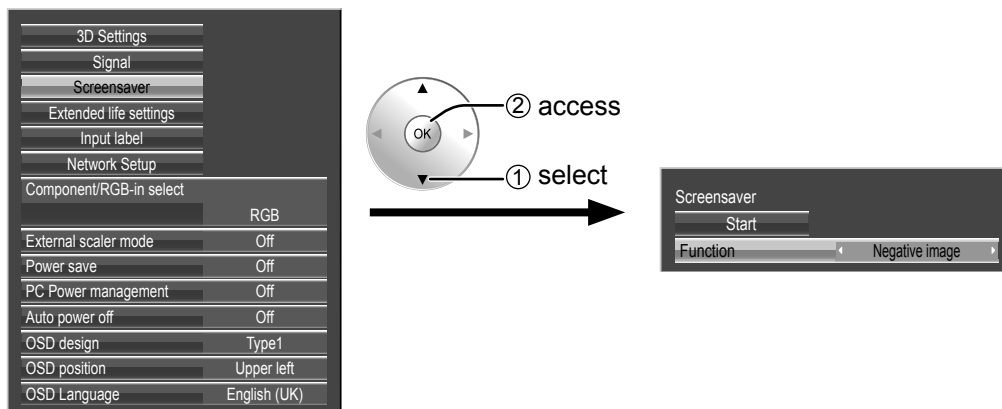 3D Settings
Signal
Screensaver
Extended life settings
Input label
Network Setup
Component/RGB-in select
RGB
External scaler mode Off
Power save Off
PC Power management Off
Auto power off Off
OSD design Type1
OSD position Upper left
OSD Language English (UK)
OK
② access
① select
Screensaver
Start
Function Negative image